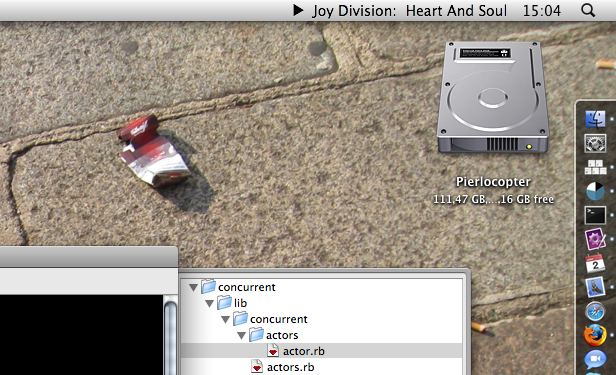 Joy Division: Heart And Soul 15:04
Pierlocopter
111,47 GB,...,16 GB free
2
concurrent
lib
concurrent
actors
actor.rb
actors.rb